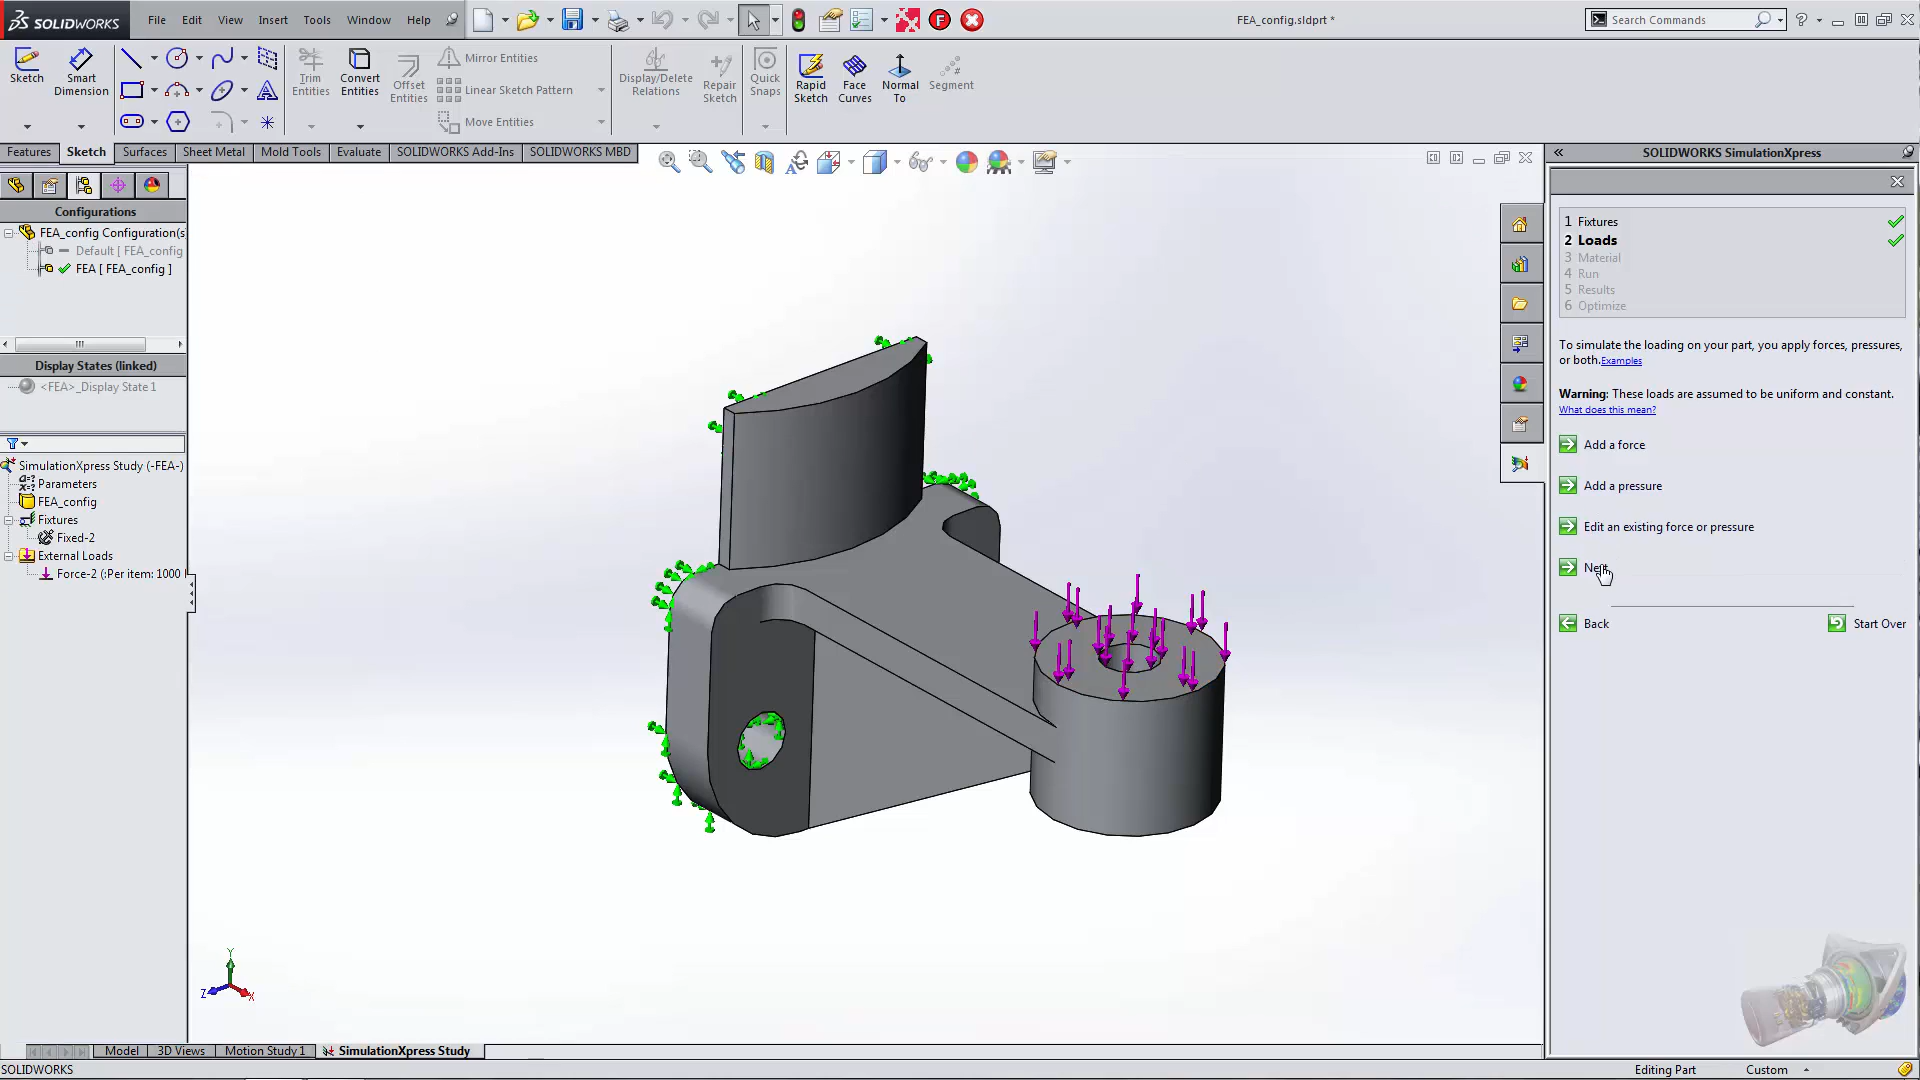 SOLIDWORKS
File Edit View Insert Tools Window Help
FEA_config.sldprt *
Search Commands
Sketch
Smart Dimension
Trim Entities
Convert Entities
Offset Entities
Mirror Entities
Linear Sketch Pattern
Move Entities
Display/Delete Relations
Repair Sketch
Quick Snaps
Rapid Sketch
Face Curves
Normal To
Segment
Features Sketch Surfaces Sheet Metal Mold Tools Evaluate SOLIDWORKS Add-Ins SOLIDWORKS MBD
Configurations
FEA_config Configuration(s
Default [ FEA_config
FEA [ FEA_config ]
Display States (linked)
<FEA>_Display State 1
SimulationXpress Study (-FEA-)
Parameters
FEA_config
Fixtures
Fixed-2
External Loads
Force-2 (:Per item: 1000
Y
Z
X
SOLIDWORKS SimulationXpress
1 Fixtures
2 Loads
3 Material
4 Run
5 Results
6 Optimize
To simulate the loading on your part, you apply forces, pressures,
or both. Examples
Warning: These loads are assumed to be uniform and constant.
What does this mean?
Add a force
Add a pressure
Edit an existing force or pressure
Back
Start Over
Model 3D Views Motion Study 1 SimulationXpress Study
SOLIDWORKS
Editing Part
Custom